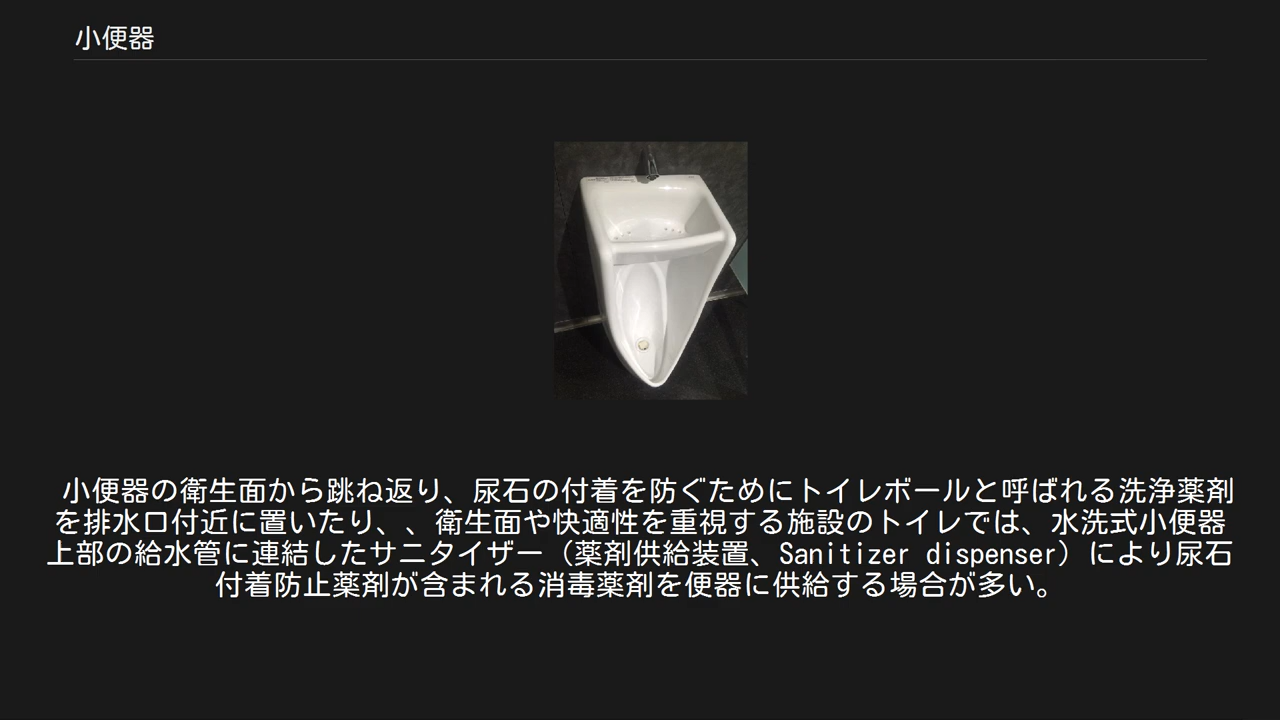 小便器
小便器の衛生面から跳ね返り、尿石の付着を防ぐためにトイレボールと呼ばれる洗浄薬剤
を排水口付近に置いたり、、衛生面や快適性を重視する施設のトイレでは、水洗式小便器
上部の給水管に連結したサニタイザー（薬剤供給装置、Sanitizer dispenser）により尿石
付着防止薬剤が含まれる消毒薬剤を便器に供給する場合が多い。